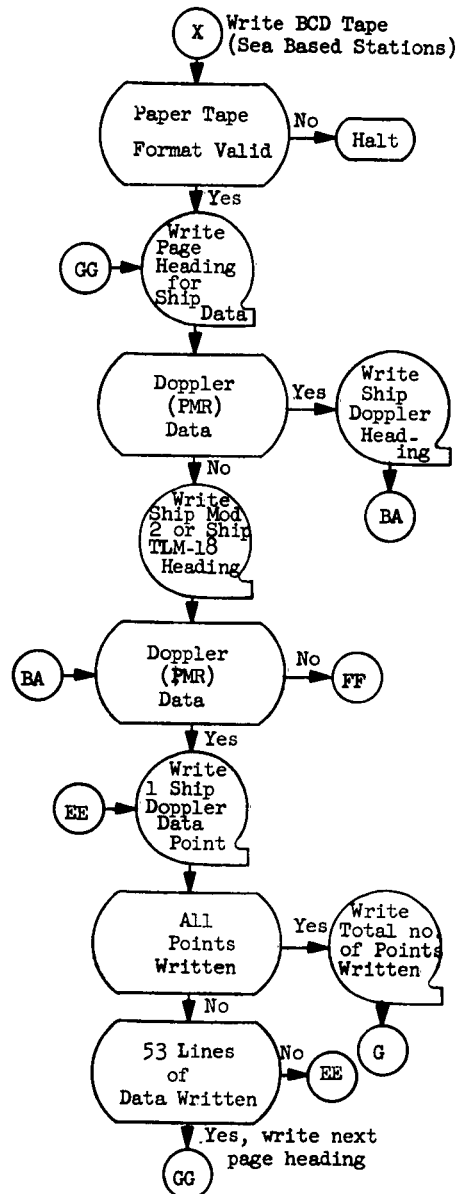 X
Write BCD Tape
(Sea Based Stations)
Paper Tape
Format Valid
No
Halt
Yes
GG
Write
Page
Heading
for
Ship
Data
Doppler
(PMR)
Data
Yes
Write
Ship
Doppler
Head-
ing
BA
No
Write
Ship Mod
2 or Ship
TLM-18
Heading
BA
Doppler
(PMR)
Data
No
FF
Yes
EE
Write
1 Ship
Doppler
Data
Point
All
Points
Written
Yes
Write
Total no.
of Points
Written
G
No
53 Lines
of
Data Written
No
EE
Yes, write next
page heading
GG